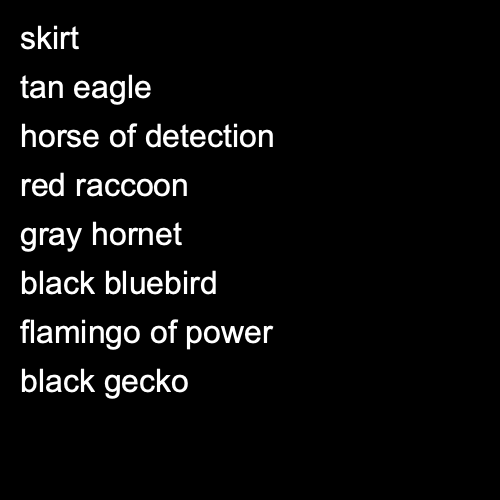 skirt
tan eagle
horse of detection
red raccoon
gray hornet
black bluebird
flamingo of power
black gecko